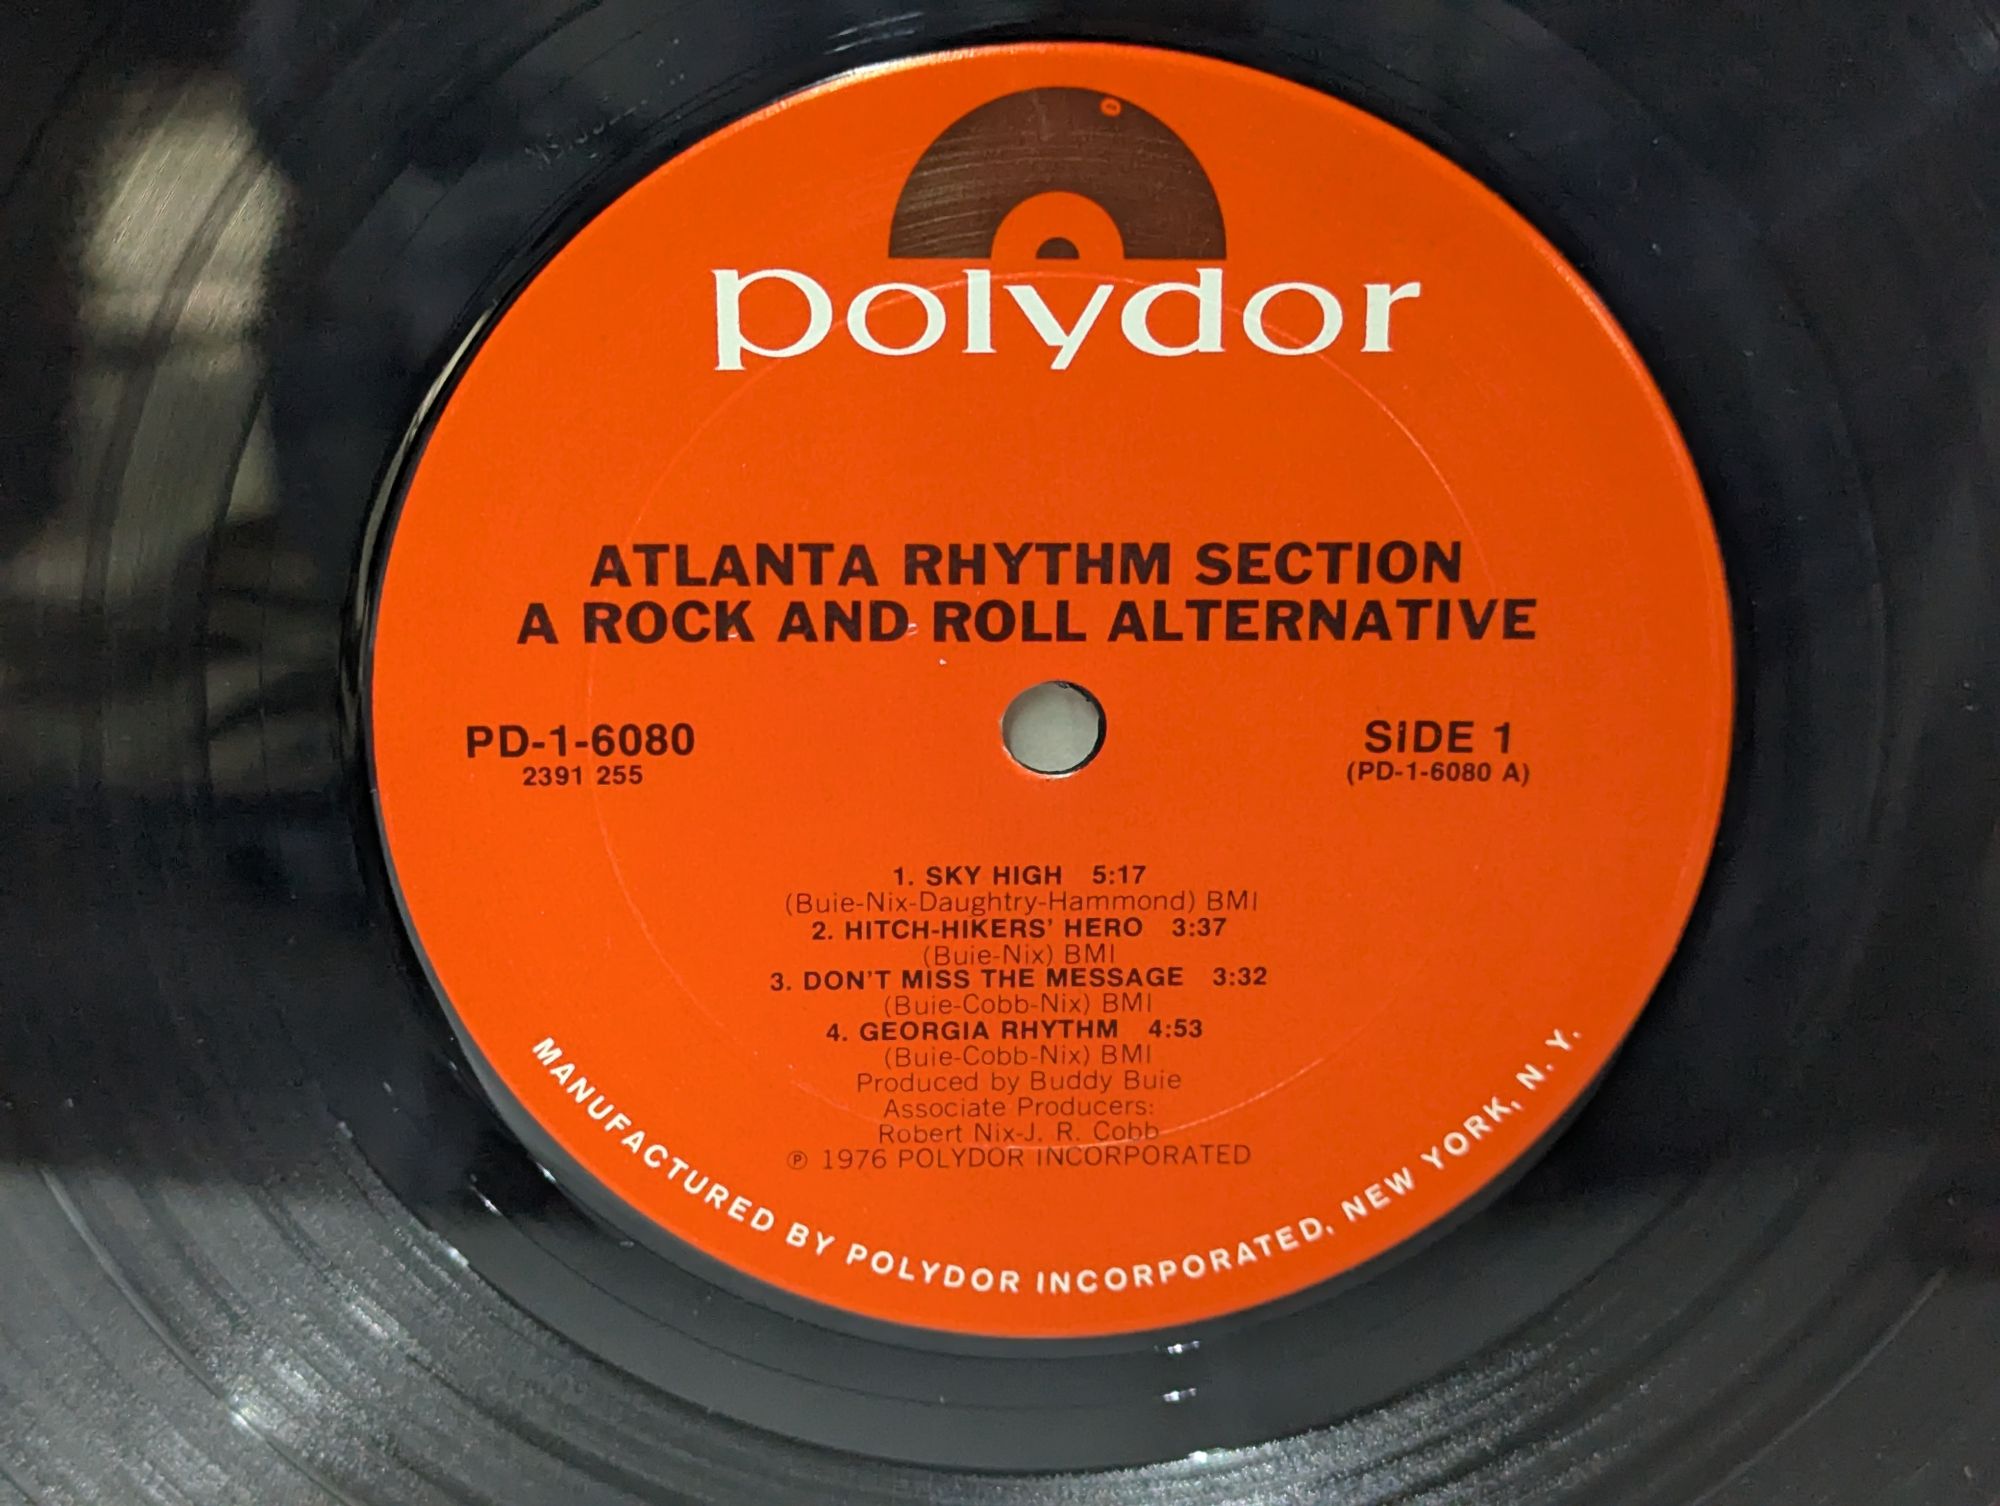 polydor
ATLANTA RHYTHM SECTION
A ROCK AND ROLL ALTERNATIVE
PD-1-6080
2391 255
SIDE 1
(PD-1-6080 A)
1. SKY HIGH 5:17
(Buie-Nix-Daughtry-Hammond) BMI
2. HITCH-HIKERS' HERO 3:37
(Buie-Nix) BMI
3. DON'T MISS THE MESSAGE 3:32
(Buie-Cobb-Nix) BMI
4. GEORGIA RHYTHM 4:53
(Buie-Cobb-Nix) BMI
Produced by Buddy Buie
Associate Producers:
Robert Nix-J. R. Cobb
℗ 1976 POLYDOR INCORPORATED
MANUFACTURED BY POLYDOR INCORPORATED, NEW YORK, N. Y.